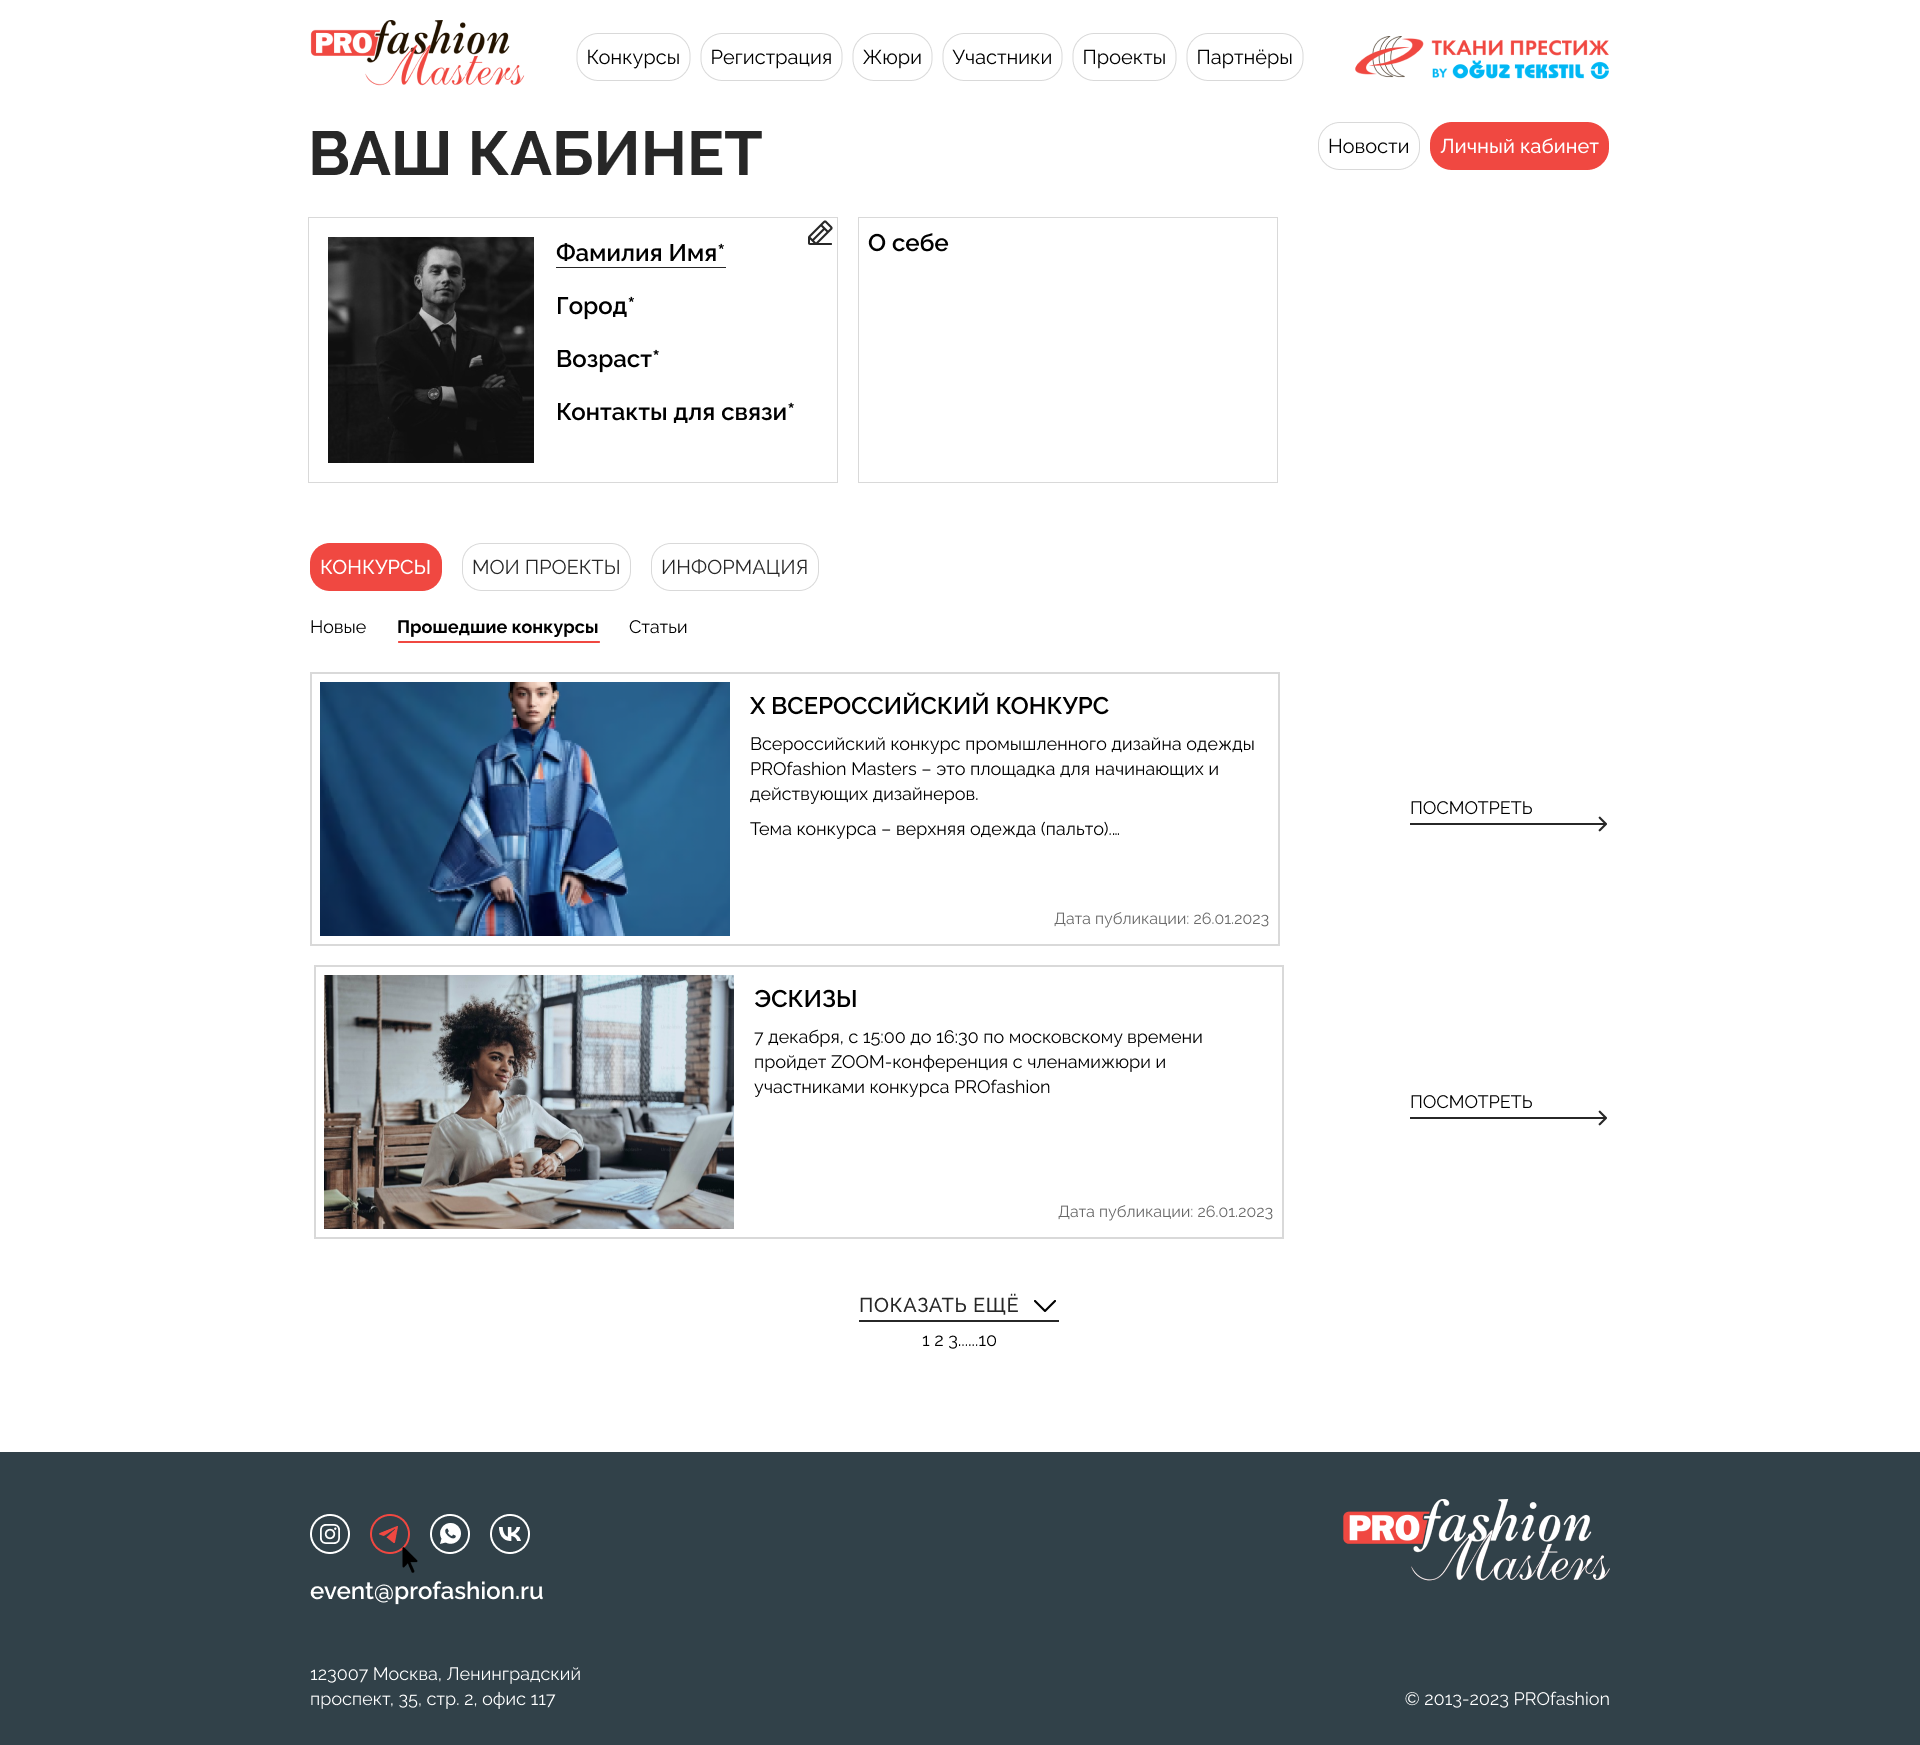 PROfashion
Masters
Конкурсы
Регистрация
Жюри
Участники
Проекты
Партнёры
ТКАНИ ПРЕСТИЖ
BY OĞUZ TEKSTIL
ВАШ КАБИНЕТ
Новости
Личный кабинет
Фамилия Имя*
Город*
Возраст*
Контакты для связи*
О себе
КОНКУРСЫ
МОИ ПРОЕКТЫ
ИНФОРМАЦИЯ
Новые
Прошедшие конкурсы
Статьи
X ВСЕРОССИЙСКИЙ КОНКУРС
Всероссийский конкурс промышленного дизайна одежды
PROfashion Masters – это площадка для начинающих и
действующих дизайнеров.
Тема конкурса – верхняя одежда (пальто)....
Дата публикации: 26.01.2023
ПОСМОТРЕТЬ
ЭСКИЗЫ
7 декабря, с 15:00 до 16:30 по московскому времени
пройдет ZOOM-конференция с членамижюри и
участниками конкурса PROfashion
Дата публикации: 26.01.2023
ПОСМОТРЕТЬ
ПОКАЗАТЬ ЕЩЁ
1 2 3......10
PROfashion
Masters
event@profashion.ru
123007 Москва, Ленинградский
проспект, 35, стр. 2, офис 117
© 2013-2023 PROfashion